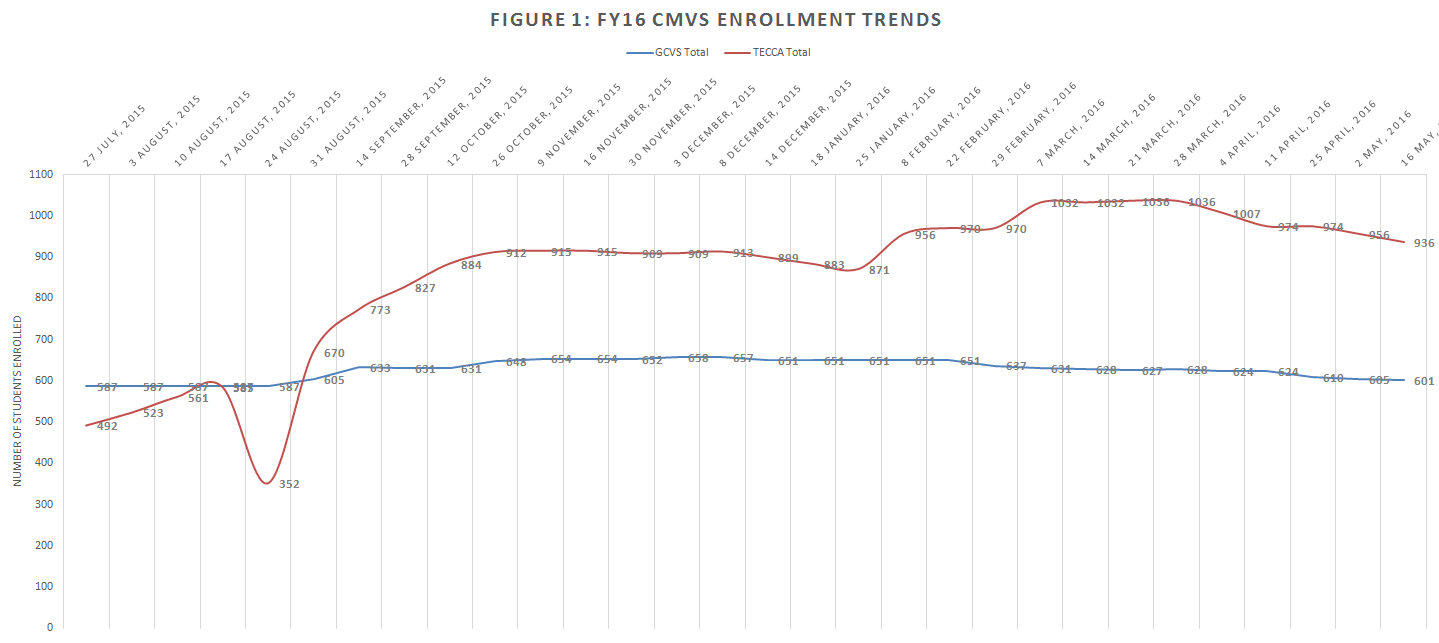 FIGURE 1: FY16 CMVS ENROLLMENT TRENDS
GCVS Total TECCA Total
27 JULY, 2015
3 AUGUST, 2015
10 AUGUST, 2015
17 AUGUST, 2015
24 AUGUST, 2015
31 AUGUST, 2015
14 SEPTEMBER, 2015
28 SEPTEMBER, 2015
12 OCTOBER, 2015
26 OCTOBER, 2015
9 NOVEMBER, 2015
16 NOVEMBER, 2015
30 NOVEMBER, 2015
3 DECEMBER, 2015
8 DECEMBER, 2015
14 DECEMBER, 2015
18 JANUARY, 2016
25 JANUARY, 2016
8 FEBRUARY, 2016
22 FEBRUARY, 2016
29 FEBRUARY, 2016
7 MARCH, 2016
14 MARCH, 2016
21 MARCH, 2016
28 MARCH, 2016
4 APRIL, 2016
11 APRIL, 2016
25 APRIL, 2016
2 MAY, 2016
16 MAY,
NUMBER OF STUDENTS ENROLLED
1100
1000
900
800
700
600
500
400
300
200
100
0
492 523 561 352 670 773 827 884 912 915 915 909 909 913 899 883 871 956 970 970 1032 1032 1036 1036 1007 974 974 956 936
587 587 587 587 605 633 631 631 648 654 654 652 658 657 651 651 651 651 651 637 631 628 627 628 624 624 610 605 601